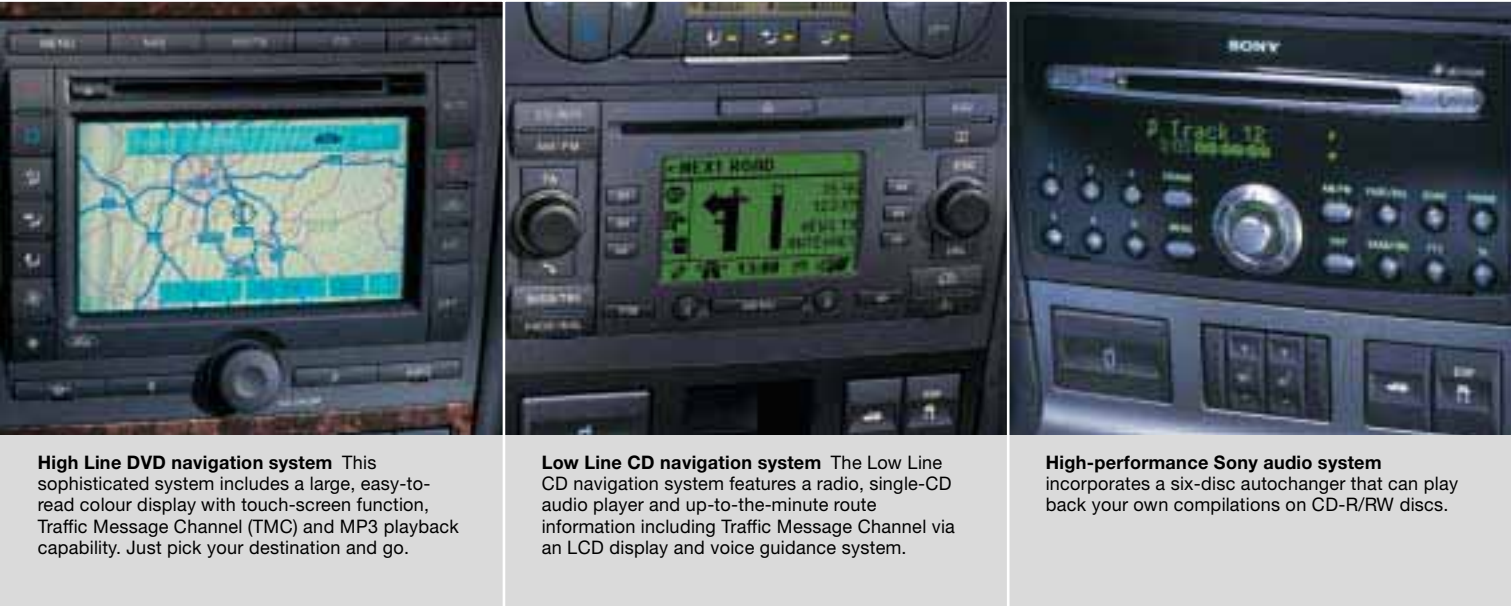 SONY
NEXT ROAD
Track 12
13:00
High Line DVD navigation system This
sophisticated system includes a large, easy-to-
read colour display with touch-screen function,
Traffic Message Channel (TMC) and MP3 playback
capability. Just pick your destination and go.
Low Line CD navigation system The Low Line
CD navigation system features a radio, single-CD
audio player and up-to-the-minute route
information including Traffic Message Channel via
an LCD display and voice guidance system.
High-performance Sony audio system
incorporates a six-disc autochanger that can play
back your own compilations on CD-R/RW discs.